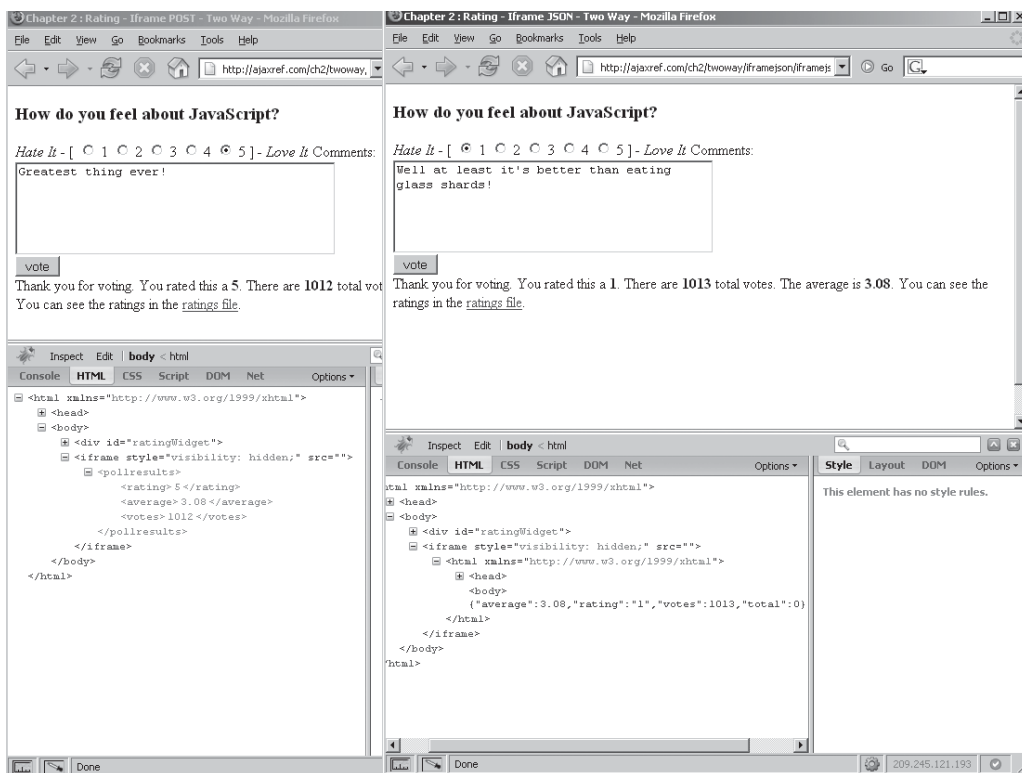 Chapter 2 : Rating - Iframe POST - Two Way - Mozilla Firefox
File Edit View Go Bookmarks Tools Help
http://ajaxref.com/ch2/twoway,
How do you feel about JavaScript?
Hate It - [ 1 2 3 4 5 ] - Love It Comments:
Greatest thing ever!
vote
Thank you for voting. You rated this a 5. There are 1012 total vot
You can see the ratings in the ratings file.
Inspect Edit | body < html
Console HTML CSS Script DOM Net Options
<html xmlns="http://www.w3.org/1999/xhtml">
<head>
<body>
<div id="ratingWidget">
<iframe style="visibility: hidden;" src="">
<pollresults>
<rating> 5 </rating>
<average> 3.08 </average>
<votes> 1012 </votes>
</pollresults>
</iframe>
</body>
</html>
Done
Chapter 2 : Rating - Iframe JSON - Two Way - Mozilla Firefox
File Edit View Go Bookmarks Tools Help
http://ajaxref.com/ch2/twoway/iframejson/iframejs Go G
How do you feel about JavaScript?
Hate It - [ 1 2 3 4 5 ] - Love It Comments:
Well at least it's better than eating
glass shards!
vote
Thank you for voting. You rated this a 1. There are 1013 total votes. The average is 3.08. You can see the
ratings in the ratings file.
Inspect Edit | body < html
Console HTML CSS Script DOM Net Options
Style Layout DOM Options
This element has no style rules.
html xmlns="http://www.w3.org/1999/xhtml">
<head>
<body>
<div id="ratingWidget">
<iframe style="visibility: hidden;" src="">
<html xmlns="http://www.w3.org/1999/xhtml">
<head>
<body>
{"average":3.08,"rating":"1","votes":1013,"total":0}
</html>
</iframe>
</body>
/html>
Done
209.245.121.193